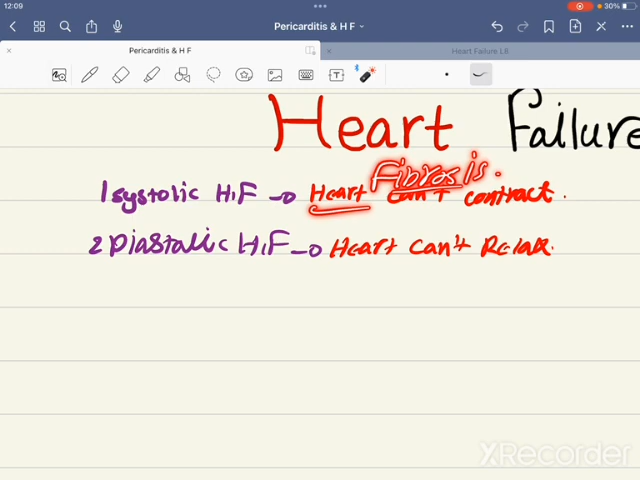 12:09
30%
Pericarditis & H F
Pericarditis & H F
Heart Failure L8
Heart Failure
Fibrosis.
1 systolic H.F → Heart can't contract.
2 Diastalic H.F → Heart can't Relax.
XRecorder